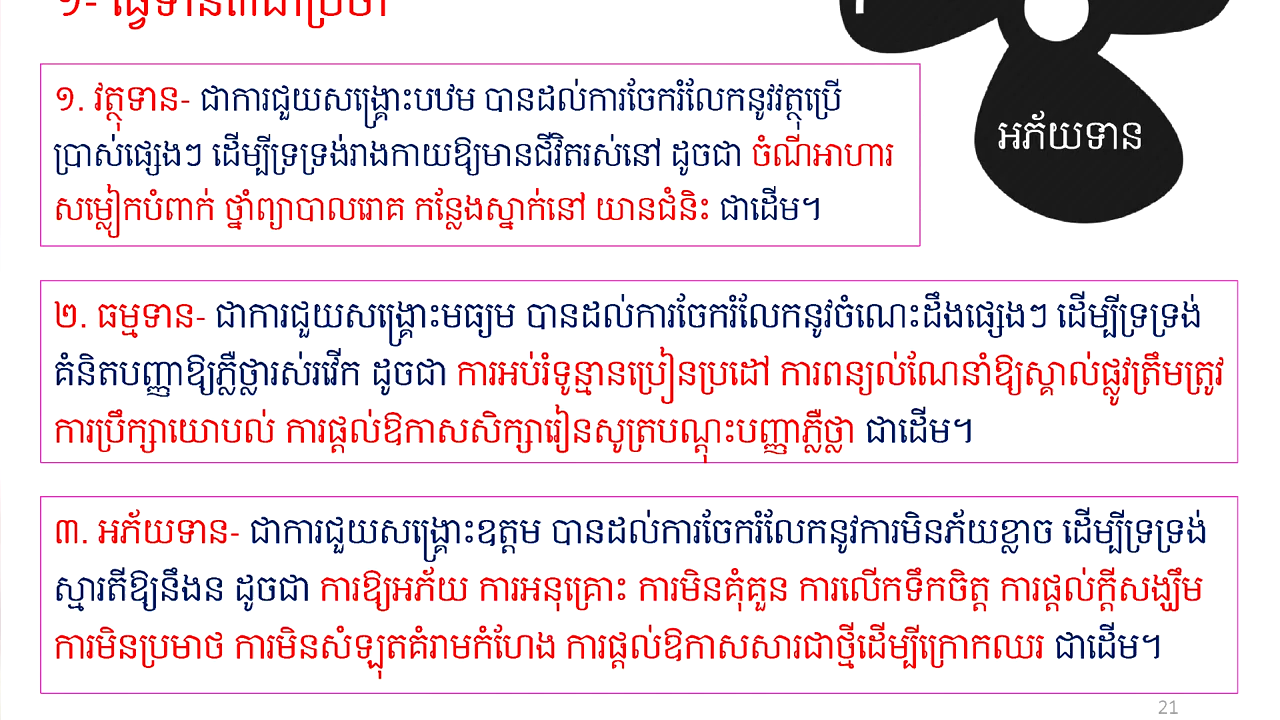 ១- ធ្វើទាន៣ជាប្រចាំ
១. វត្ថុទាន- ជាការជួយសង្គ្រោះបឋម បានដល់ការចែករំលែកនូវវត្ថុប្រើ
ប្រាស់ផ្សេងៗ ដើម្បីទ្រទ្រង់រាងកាយឱ្យមានជីវិតរស់នៅ ដូចជា ចំណីអាហារ
សម្លៀកបំពាក់ ថ្នាំព្យាបាលរោគ កន្លែងស្នាក់នៅ យានជំនិះ ជាដើម។
អភ័យទាន
២. ធម្មទាន- ជាការជួយសង្គ្រោះមធ្យម បានដល់ការចែករំលែកនូវចំណេះដឹងផ្សេងៗ ដើម្បីទ្រទ្រង់
គំនិតបញ្ញាឱ្យភ្លឺថ្លារស់រវើក ដូចជា ការអប់រំទូន្មានប្រៀនប្រដៅ ការពន្យល់ណែនាំឱ្យស្គាល់ផ្លូវត្រឹមត្រូវ
ការប្រឹក្សាយោបល់ ការផ្តល់ឱកាសសិក្សារៀនសូត្របណ្តុះបញ្ញាភ្លឺថ្លា ជាដើម។
៣. អភ័យទាន- ជាការជួយសង្គ្រោះឧត្តម បានដល់ការចែករំលែកនូវការមិនភ័យខ្លាច ដើម្បីទ្រទ្រង់
ស្មារតីឱ្យនឹងន ដូចជា ការឱ្យអភ័យ ការអនុគ្រោះ ការមិនគុំគួន ការលើកទឹកចិត្ត ការផ្តល់ក្តីសង្ឃឹម
ការមិនប្រមាថ ការមិនសំឡុតគំរាមកំហែង ការផ្តល់ឱកាសសារជាថ្មីដើម្បីក្រោកឈរ ជាដើម។
21